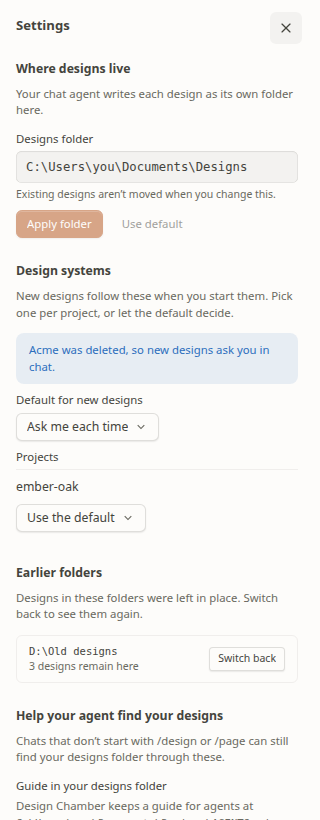 Settings
Where designs live
Your chat agent writes each design as its own folder
here.
Designs folder
C:\Users\you\Documents\Designs
Existing designs aren't moved when you change this.
Apply folder
Use default
Design systems
New designs follow these when you start them. Pick
one per project, or let the default decide.
Acme was deleted, so new designs ask you in
chat.
Default for new designs
Ask me each time
Projects
ember-oak
Use the default
Earlier folders
Designs in these folders were left in place. Switch
back to see them again.
D:\Old designs
3 designs remain here
Switch back
Help your agent find your designs
Chats that don't start with /design or /page can still
find your designs folder through these.
Guide in your designs folder
Design Chamber keeps a guide for agents at